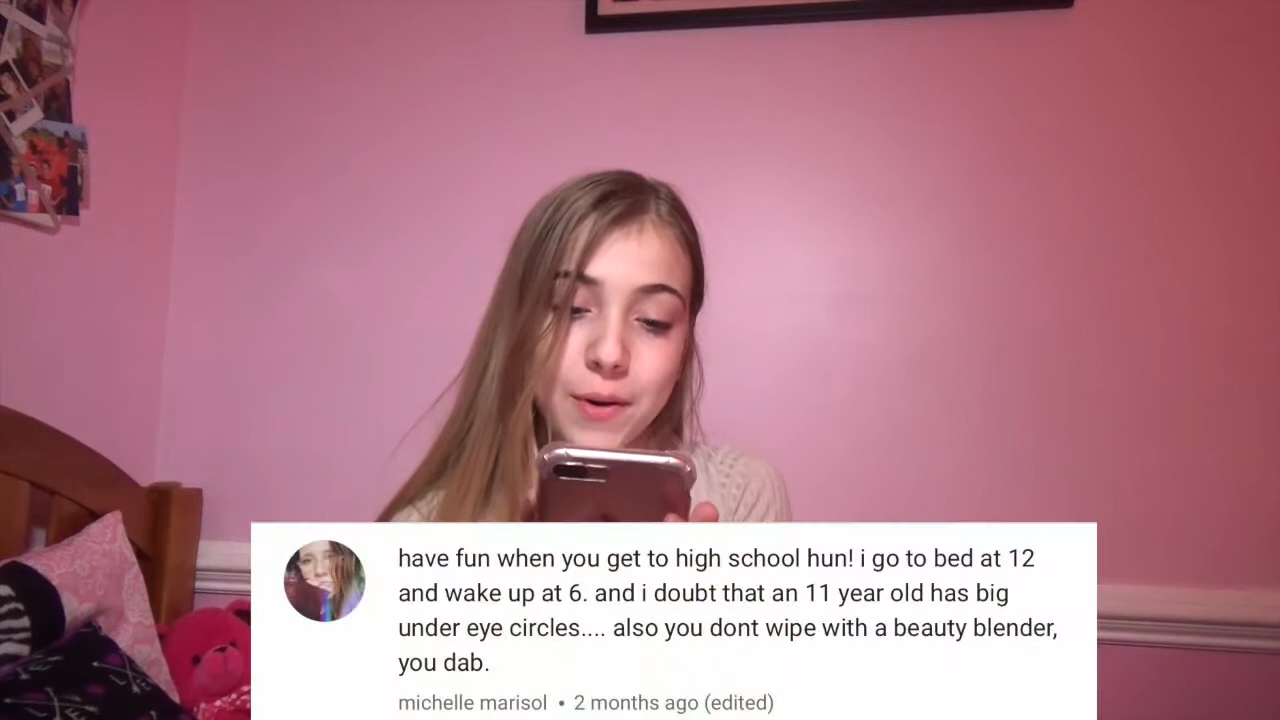 have fun when you get to high school hun! i go to bed at 12
and wake up at 6. and i doubt that an 11 year old has big
under eye circles.... also you dont wipe with a beauty blender,
you dab.
michelle marisol • 2 months ago (edited)